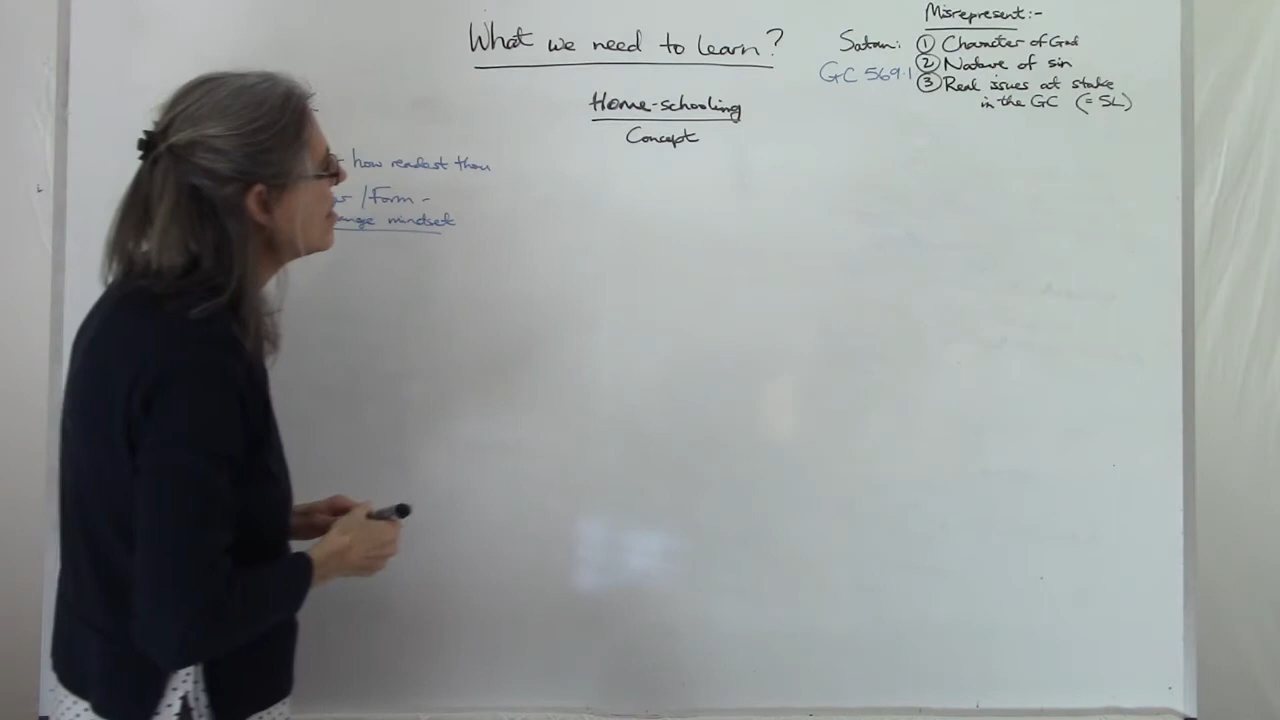 What we need to learn?
Home-schooling
Concept
Misrepresent:-
Satan: ① Character of God
GC 569.1 ② Nature of sin
③ Real issues at stake
in the GC (= SL)
- how readest thou
/Form -
mindset